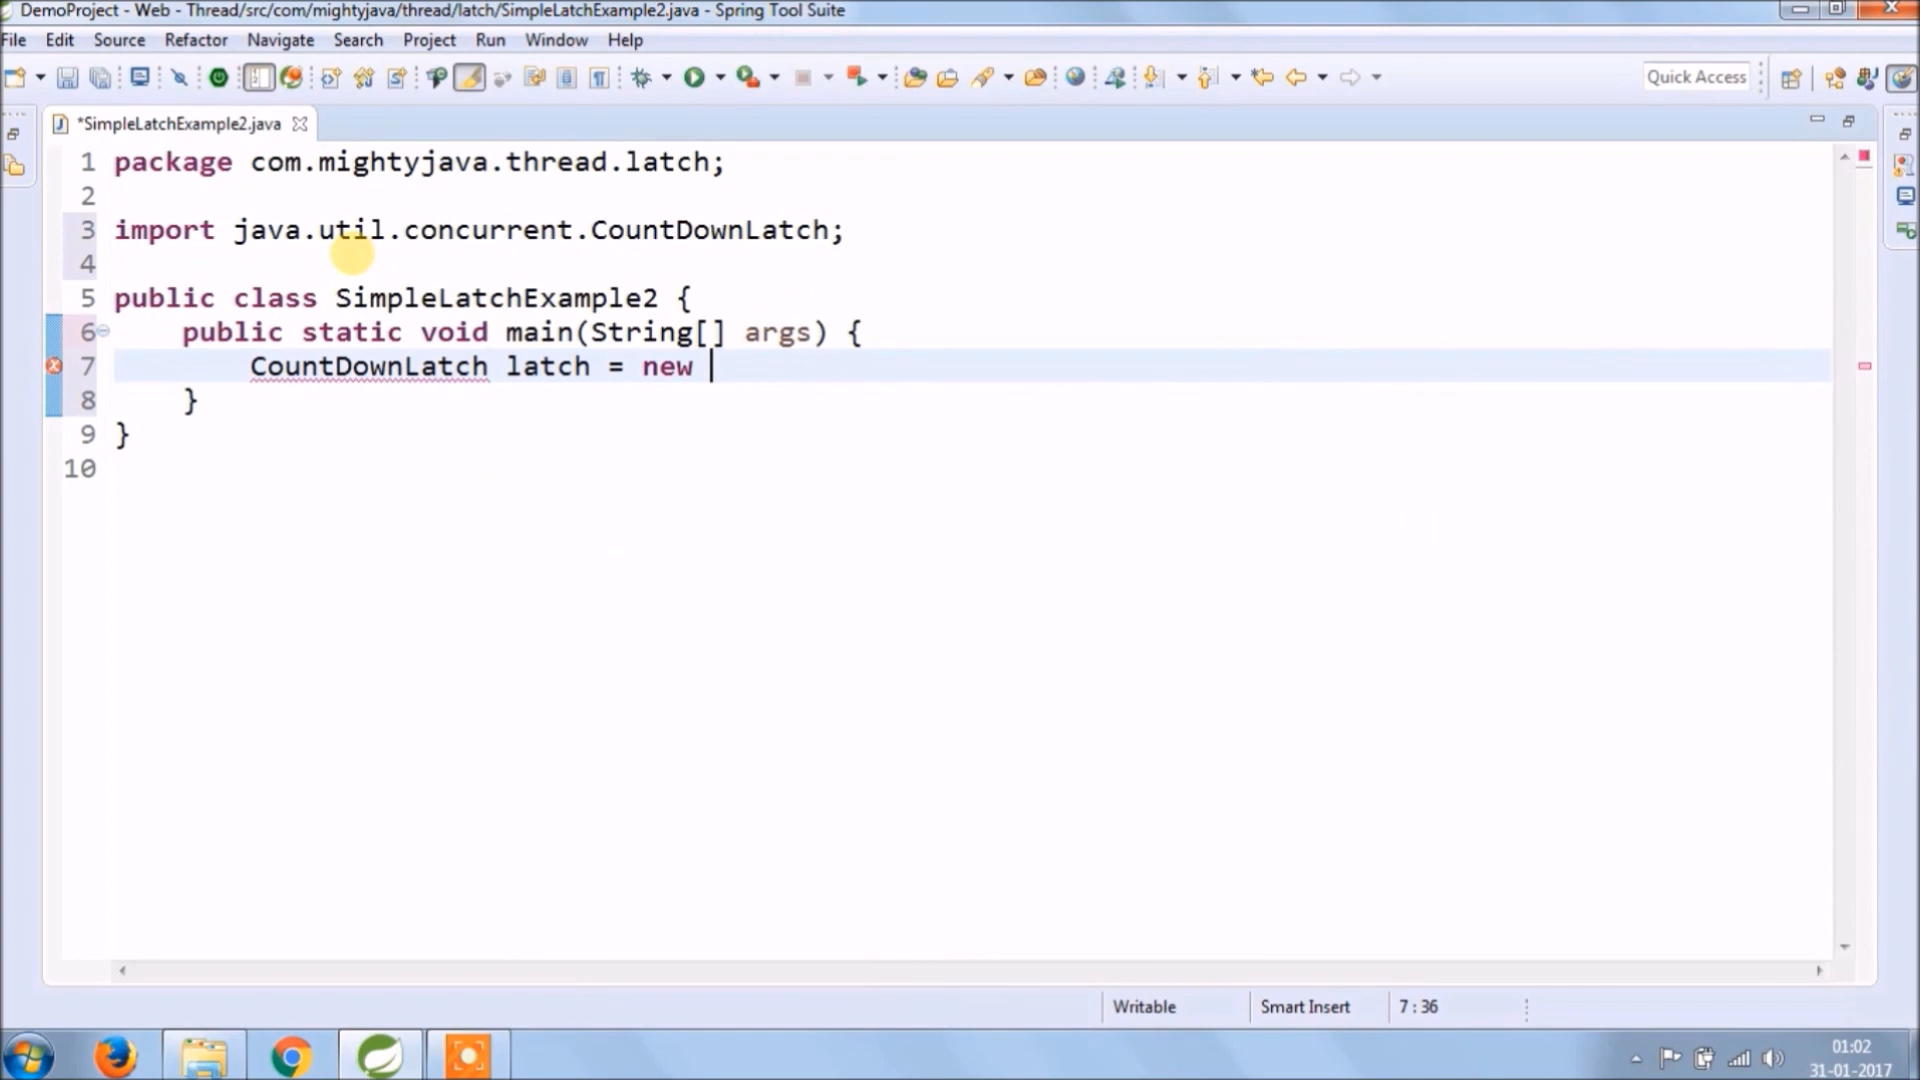 DemoProject - Web - Thread/src/com/mightyjava/thread/latch/SimpleLatchExample2.java - Spring Tool Suite
File Edit Source Refactor Navigate Search Project Run Window Help
Quick Access
*SimpleLatchExample2.java
1 package com.mightyjava.thread.latch;
2
3 import java.util.concurrent.CountDownLatch;
4
5 public class SimpleLatchExample2 {
6 public static void main(String[] args) {
7 CountDownLatch latch = new
8 }
9 }
10
Writable Smart Insert 7 : 36
01:02
31-01-2017